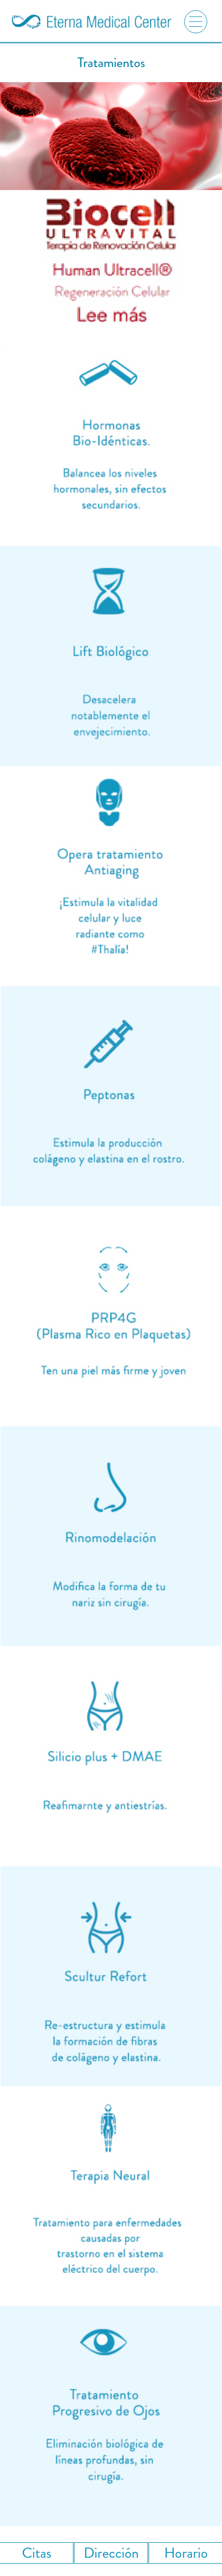 Eterna Medical Center
Tratamientos
Biocell
ULTRAVITAL
Terapia de Renovación Celular
Human Ultracell®
Regeneración Celular
Lee más
Hormonas
Bio-Idénticas.
Balancea los niveles
hormonales, sin efectos
secundarios.
Lift Biológico
Desacelera
notablemente el
envejecimiento.
Opera tratamiento
Antiaging
¡Estimula la vitalidad
celular y luce
radiante como
#Thalía!
Peptonas
Estimula la producción
colágeno y elastina en el rostro.
PRP4G
(Plasma Rico en Plaquetas)
Ten una piel más firme y joven
Rinomodelación
Modifica la forma de tu
nariz sin cirugía.
Silicio plus + DMAE
Reafimarnte y antiestrías.
Scultur Refort
Re-estructura y estimula
la formación de fibras
de colágeno y elastina.
Terapia Neural
Tratamiento para enfermedades
causadas por
trastorno en el sistema
eléctrico del cuerpo.
Tratamiento
Progresivo de Ojos
Eliminación biológica de
líneas profundas, sin
cirugía.
Citas
Dirección
Horario